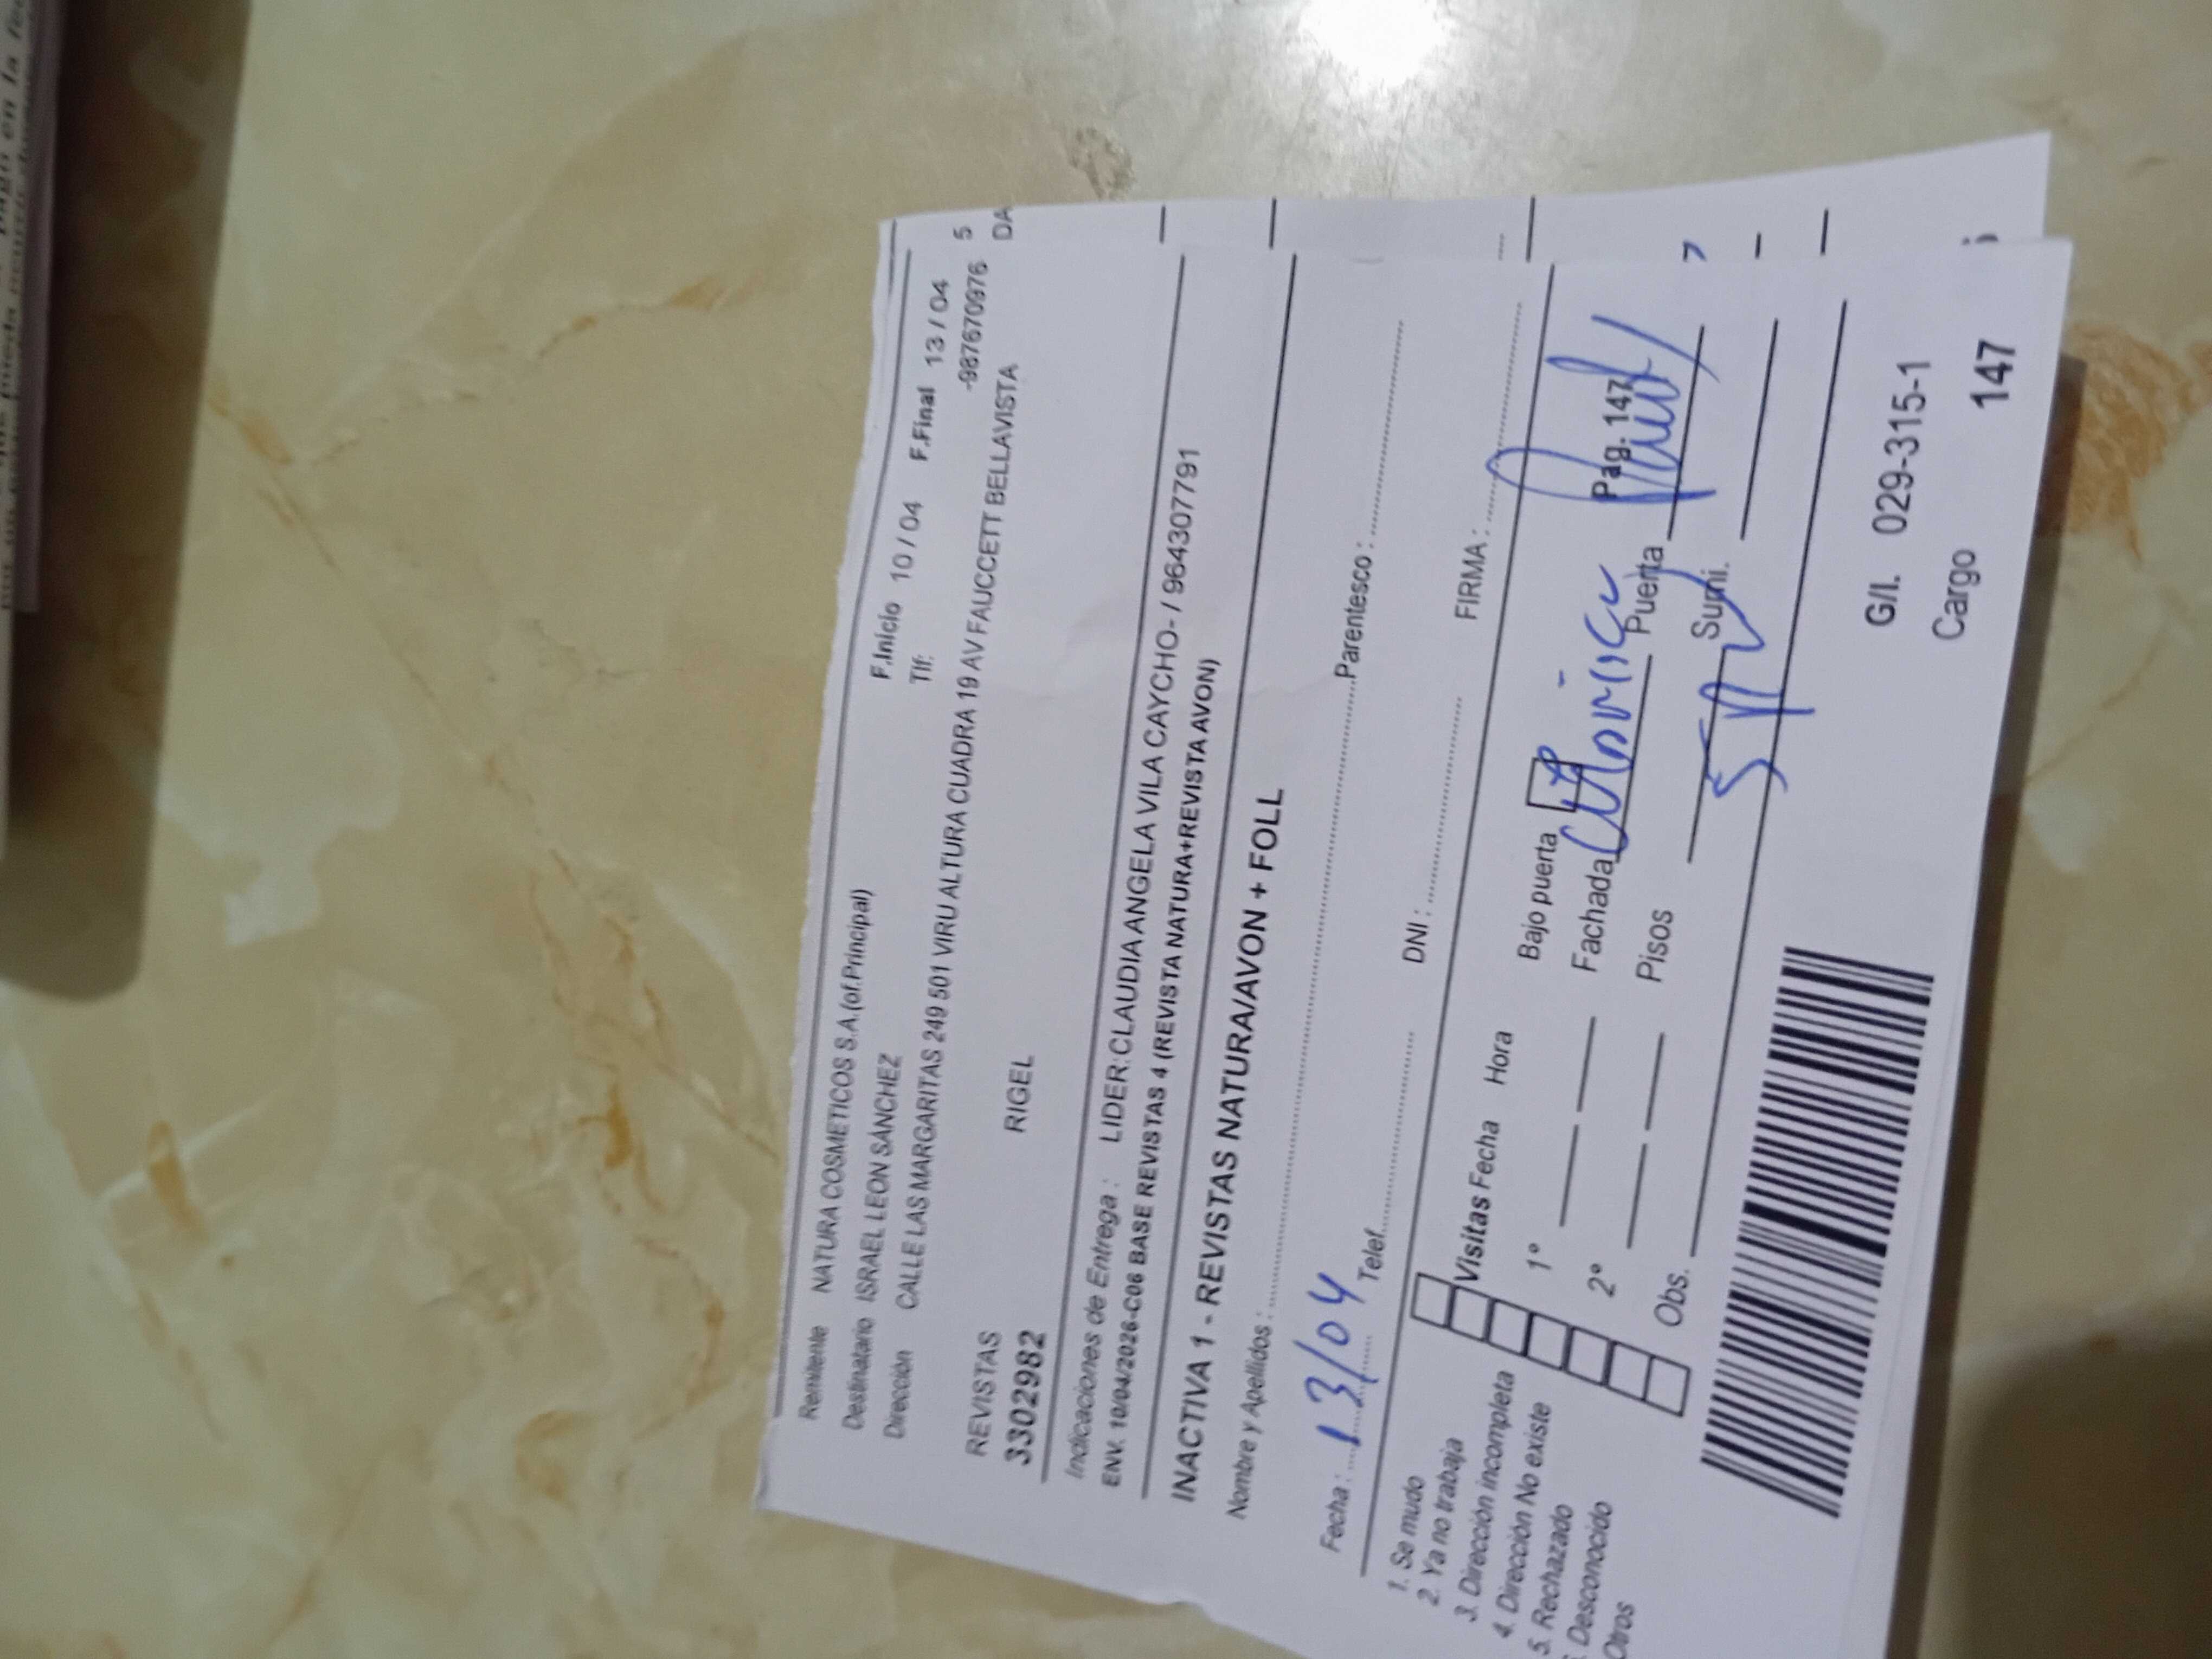 Remitente NATURA COSMETICOS S.A.(of.Principal)
Destinatario ISRAEL LEON SANCHEZ F.Inicio 10 / 04 F.Final 13 / 04
Dirección CALLE LAS MARGARITAS 249 501 VIRU ALTURA CUADRA 19 AV FAUCCETT BELLAVISTA
Tlf: -987670976 5
REVISTAS DA
3302982 RIGEL
Indicaciones de Entrega : LIDER:CLAUDIA ANGELA VILA CAYCHO- / 964307791
ENV. 10/04/2026-C06 BASE REVISTAS 4 (REVISTA NATURA+REVISTA AVON)
INACTIVA 1 - REVISTAS NATURA/AVON + FOLL
Nombre y Apellidos : Parentesco :
Fecha : 13/04 Telef. DNI : FIRMA :
1. Se mudo
2. Ya no trabaja
3. Dirección incompleta
4. Dirección No existe
5. Rechazado
Desconocido
Otros
Visitas Fecha Hora
1º
2º
Obs.
Bajo puerta Pag. 147
Fachada Puerta
Pisos Sumi.
G/I. 029-315-1
Cargo 147